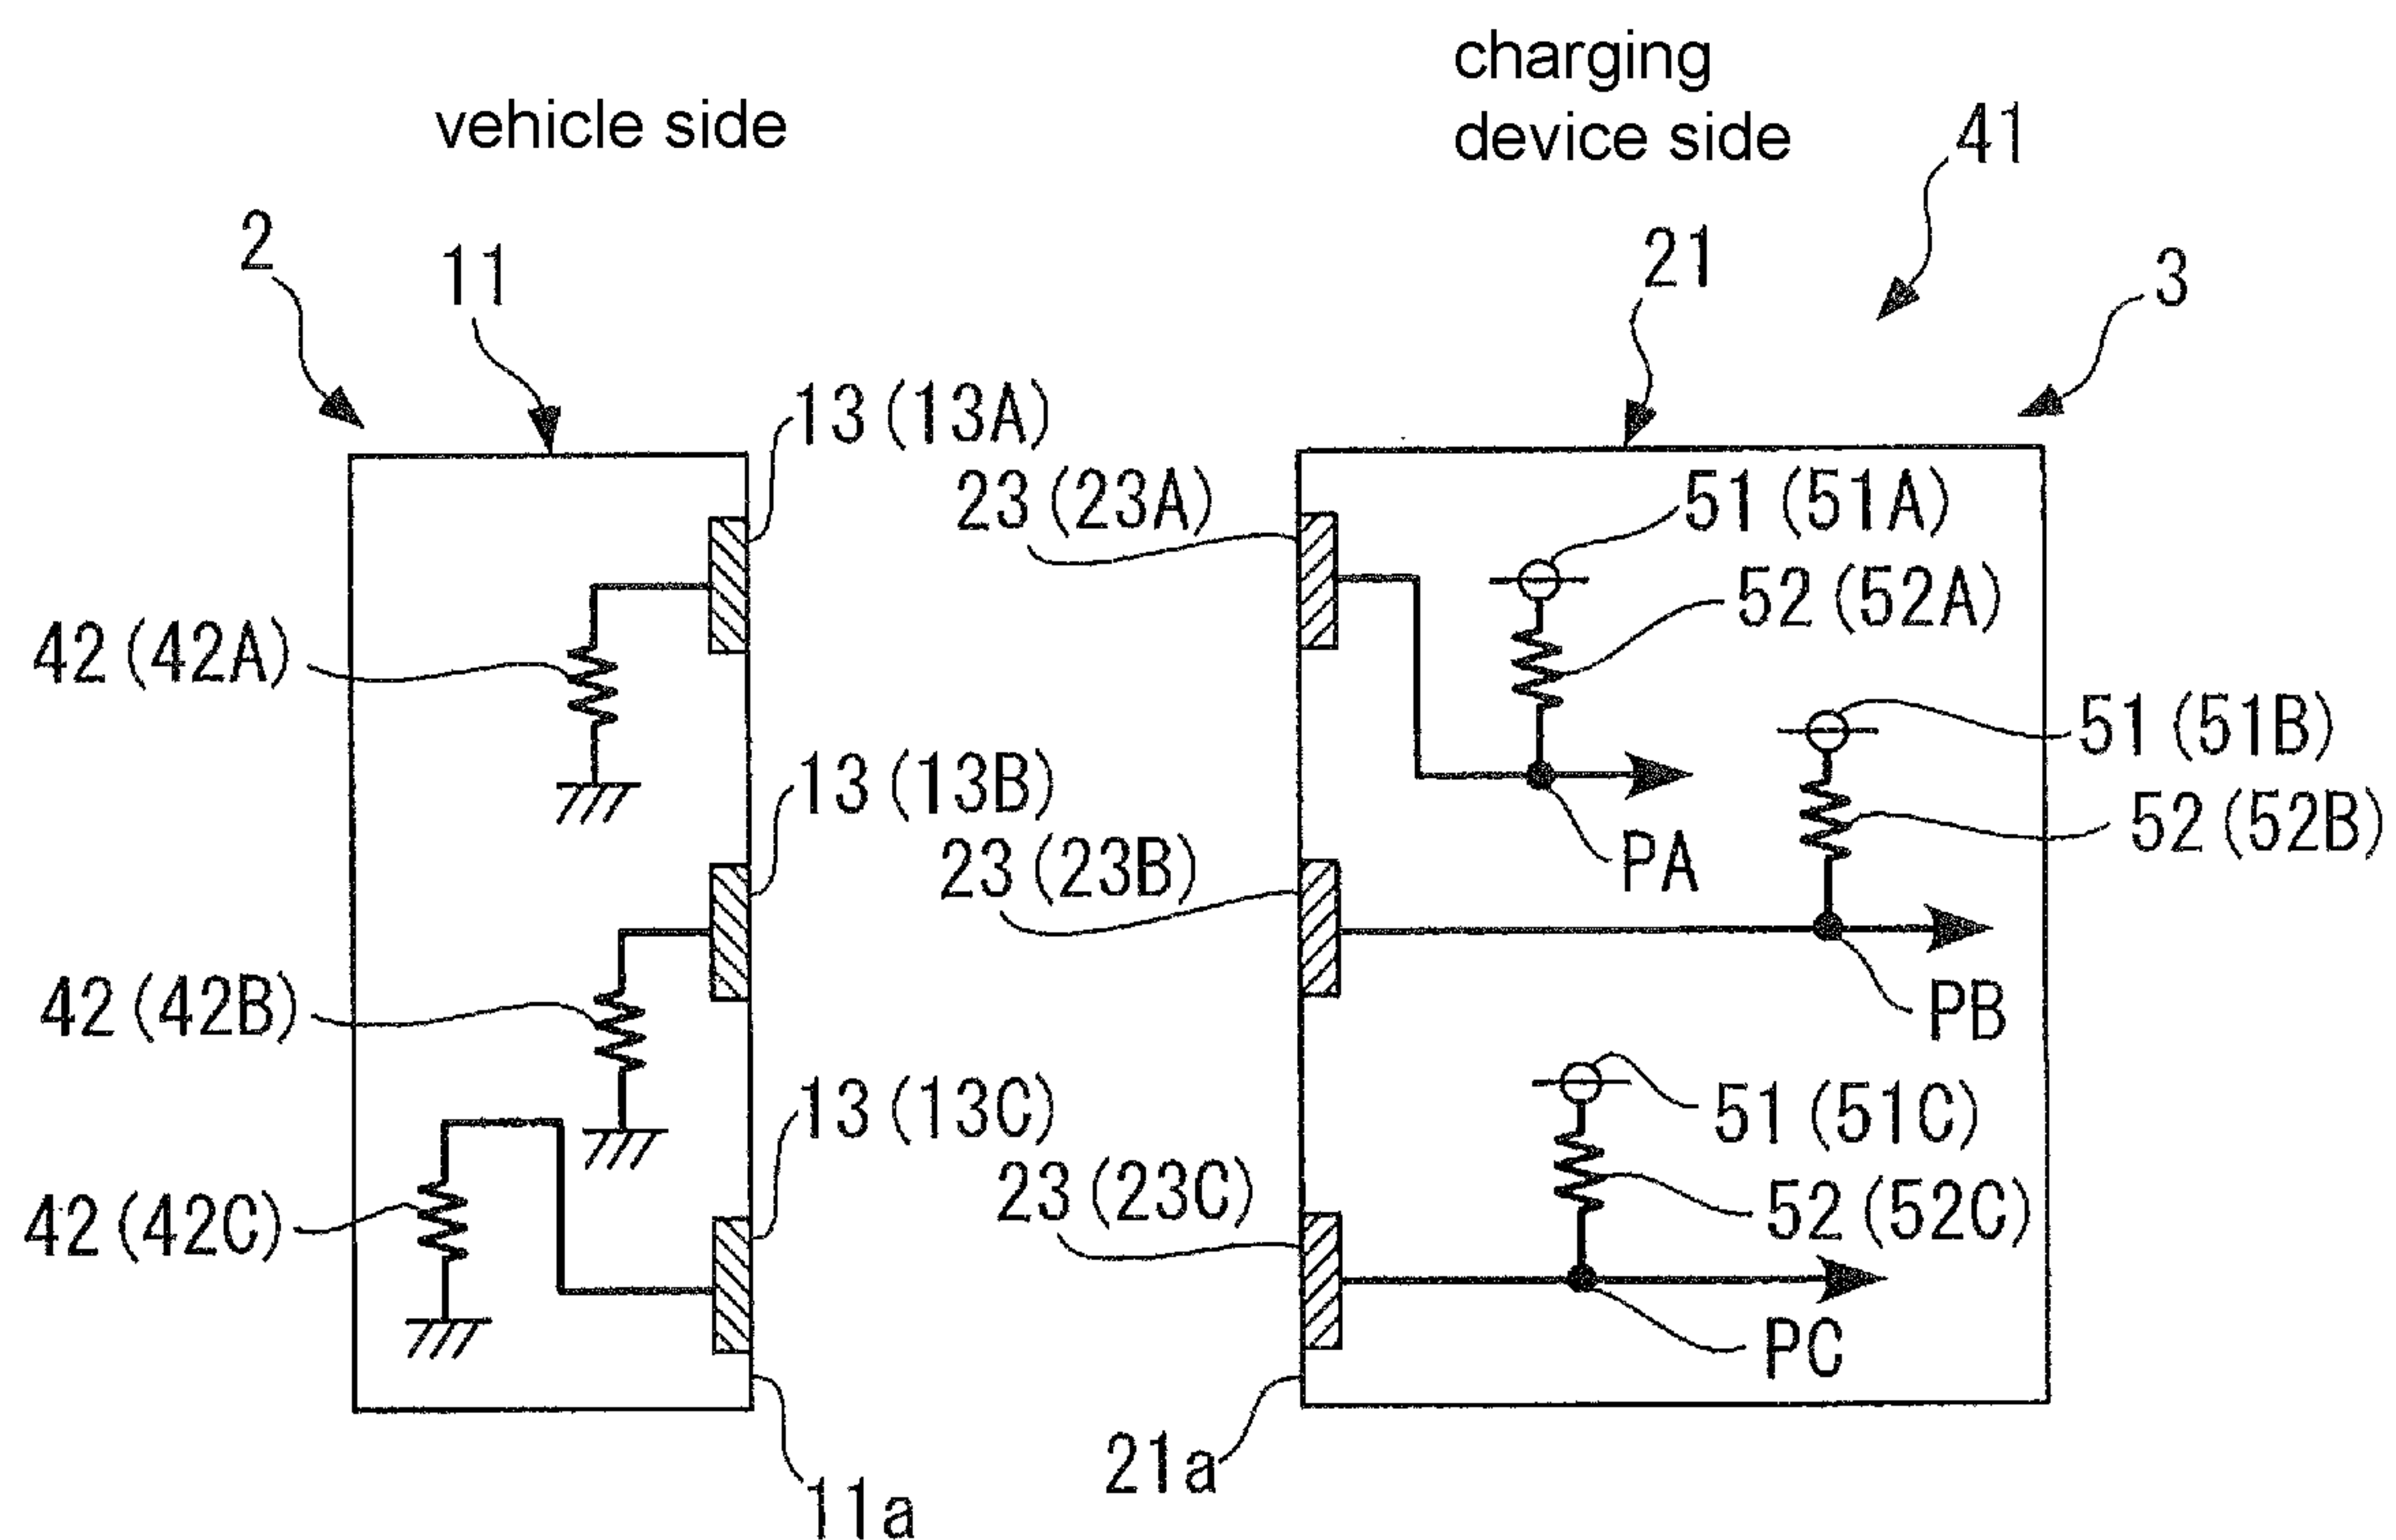 charging
device side
vehicle side
41
2
11
21
3
13 (13A)
23 (23A)
51 (51A)
52 (52A)
42 (42A)
51 (51B)
13 (13B)
52 (52B)
23 (23B)
PA
42 (42B)
PB
13 (13C)
51 (51C)
23 (23C)
52 (52C)
42 (42C)
PC
21a
11a